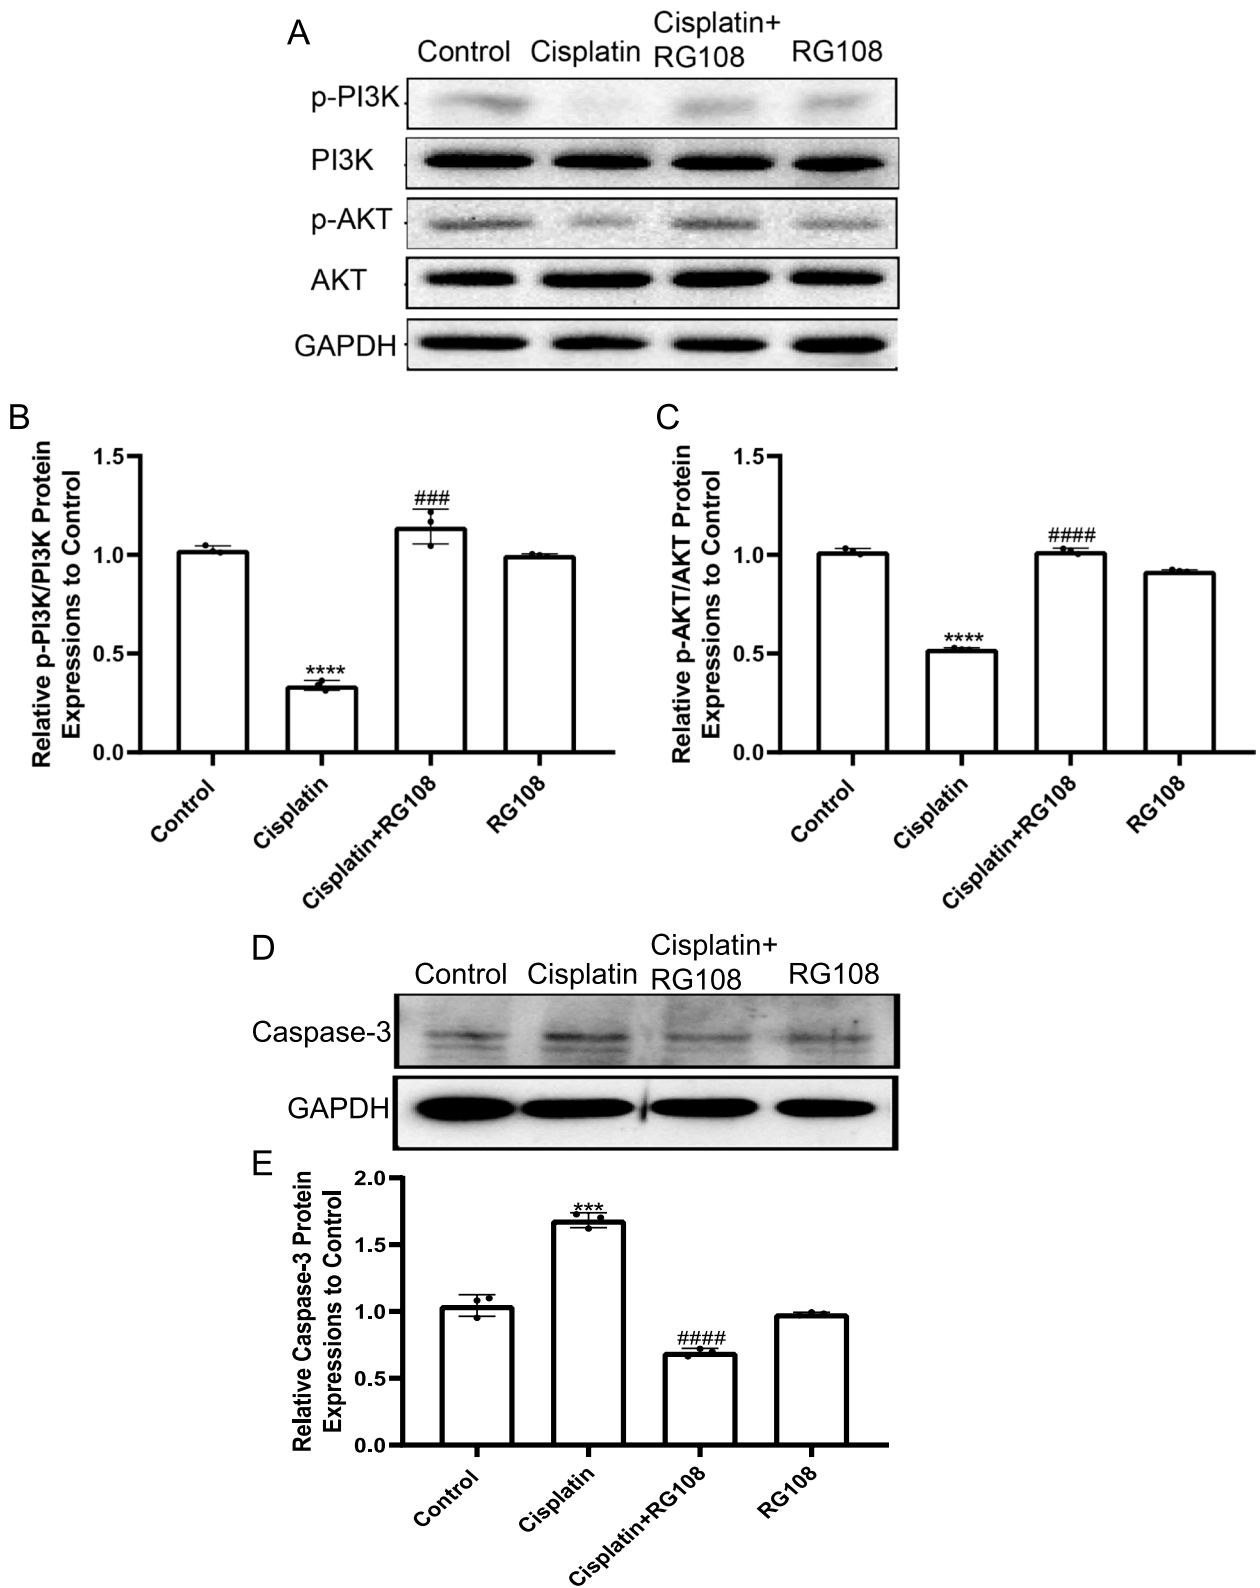 A
Control Cisplatin Cisplatin+
RG108 RG108
p-PI3K
PI3K
p-AKT
AKT
GAPDH
B
Relative p-PI3K/PI3K Protein
Expressions to Control
1.5
1.0
0.5
0.0
****
###
Control
Cisplatin
Cisplatin+RG108
RG108
C
Relative p-AKT/AKT Protein
Expressions to Control
1.5
1.0
0.5
0.0
****
####
Control
Cisplatin
Cisplatin+RG108
RG108
D
Control Cisplatin Cisplatin+
RG108 RG108
Caspase-3
GAPDH
E
Relative Caspase-3 Protein
Expressions to Control
2.0
1.5
1.0
0.5
0.0
***
####
Control
Cisplatin
Cisplatin+RG108
RG108